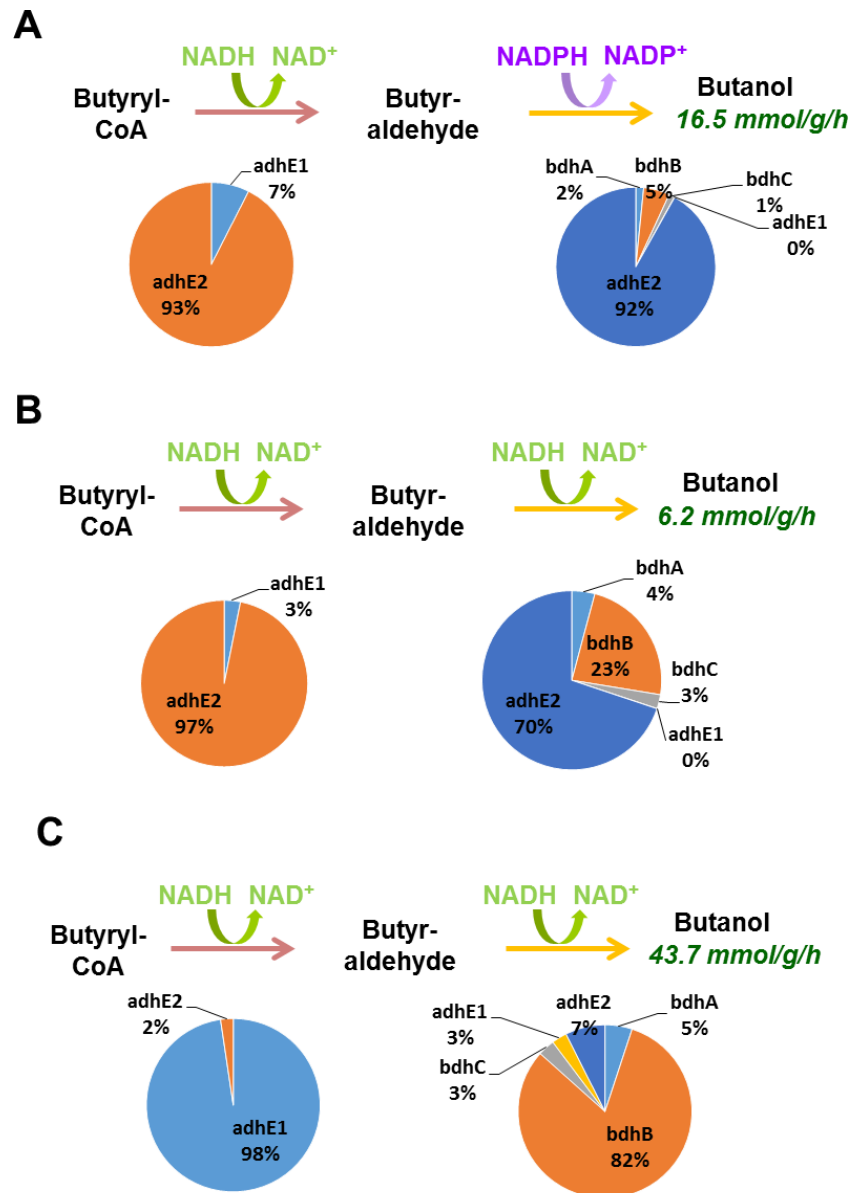 A
NADH NAD+
NADPH NADP+
Butyryl-
CoA
Butyr-
aldehyde
Butanol
16.5 mmol/g/h
adhE1
7%
adhE2
93%
bdhA
2%
bdhB
5%
bdhC
1%
adhE1
0%
adhE2
92%
B
NADH NAD+
NADH NAD+
Butyryl-
CoA
Butyr-
aldehyde
Butanol
6.2 mmol/g/h
adhE1
3%
adhE2
97%
bdhA
4%
bdhB
23%
bdhC
3%
adhE1
0%
adhE2
70%
C
NADH NAD+
NADH NAD+
Butyryl-
CoA
Butyr-
aldehyde
Butanol
43.7 mmol/g/h
adhE2
2%
adhE1
98%
adhE1
3%
adhE2
7%
bdhA
5%
bdhC
3%
bdhB
82%